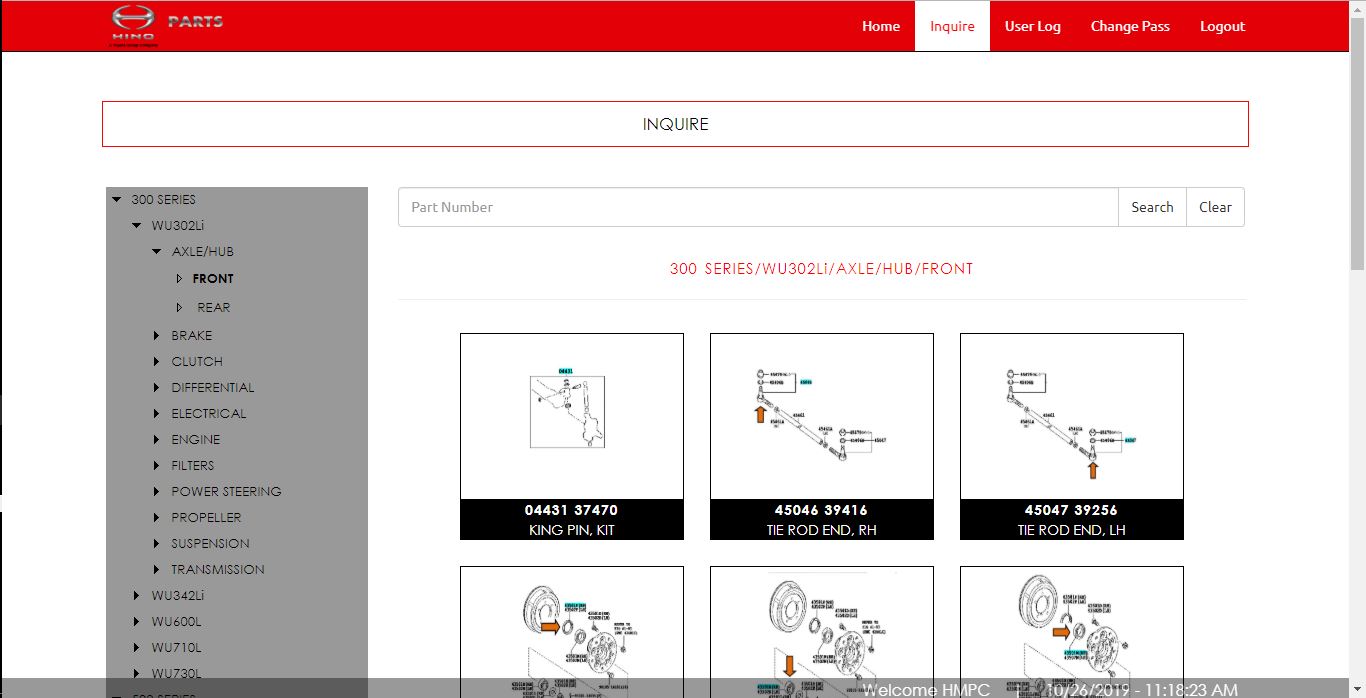 HINO
PARTS
Home
Inquire
User Log
Change Pass
Logout
INQUIRE
300 SERIES
WU302Li
AXLE/HUB
FRONT
REAR
BRAKE
CLUTCH
DIFFERENTIAL
ELECTRICAL
ENGINE
FILTERS
POWER STEERING
PROPELLER
SUSPENSION
TRANSMISSION
WU342Li
WU600L
WU710L
WU730L
Part Number
Search
Clear
300 SERIES/WU302Li/AXLE/HUB/FRONT
04431
04431 37470
KING PIN, KIT
45046 39416
TIE ROD END, RH
45047 39256
TIE ROD END, LH
Welcome HMPC
10/26/2019 - 11:18:23 AM